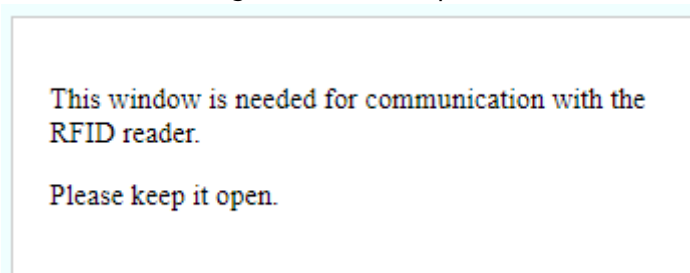 This window is needed for communication with the
RFID reader.
Please keep it open.